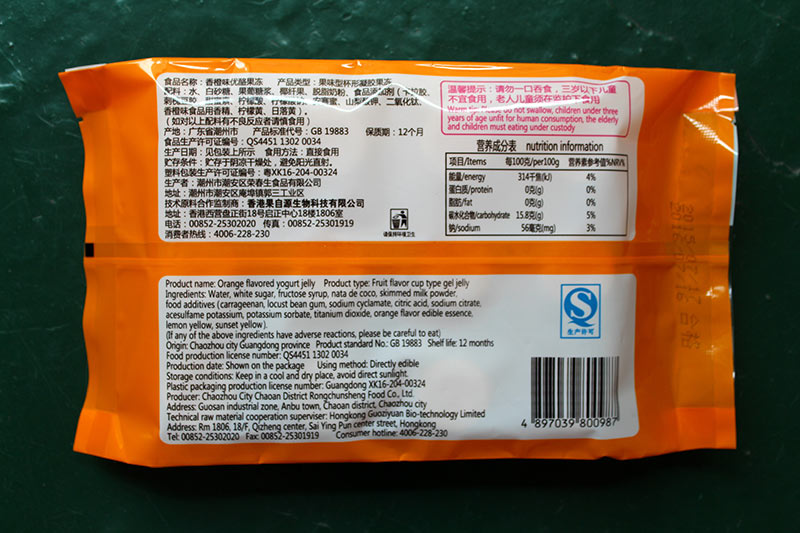 食品名称：香橙味优酪果冻 产品类型：果味型杯形凝胶果冻
配料：水、白砂糖、果葡糖浆、椰纤果、脱脂奶粉、食品添加剂（卡拉胶、
香橙味食品用香精、柠檬黄、日落黄）。
（如对以上配料有不良反应者请慎食用）
产地：广东省潮州市 产品标准代号：GB 19883 保质期：12个月
食品生产许可证编号：QS4451 1302 0034
生产日期：见包装上所示 食用方法：直接食用
贮存条件：贮存于阴凉干燥处，避免阳光直射。
塑料包装生产许可证编号：粤XK16-204-00324
生产者：潮州市潮安区荣春生食品有限公司
地址：潮州市潮安区庵埠镇郭三工业区
技术原料合作监制商：香港果自源生物科技有限公司
地址：香港西营盘正街18号启正中心18楼1806室
电话：00852-25302020 传真：00852-25301919
消费者热线：4006-228-230
请保持环境卫生
温馨提示：请勿一口吞食，三岁以下儿童
不宜食用，老人儿童须在监护下食用
do not swallow, children under three
years of age unfit for human consumption, the elderly
and children must eating under custody
营养成分表 nutrition information
项目/Items 每100克/per100g 营养素参考值%NRV%
能量/energy 314千焦(kJ) 4%
蛋白质/protein 0克(g) 0%
脂肪/fat 0克(g) 0%
碳水化合物/carbohydrate 15.8克(g) 5%
钠/sodium 56毫克(mg) 3%
Product name: Orange flavored yogurt jelly Product type: Fruit flavor cup type gel jelly
Ingredients: Water, white sugar, fructose syrup, nata de coco, skimmed milk powder,
food additives (carrageenan, locust bean gum, sodium cyclamate, citric acid, sodium citrate,
acesulfame potassium, potassium sorbate, titanium dioxide, orange flavor edible essence,
lemon yellow, sunset yellow).
(If any of the above ingredients have adverse reactions, please be careful to eat)
Origin: Chaozhou city Guangdong province Product standard No.: GB 19883 Shelf life: 12 months
Food production license number: QS4451 1302 0034
Production date: Shown on the package Using method: Directly edible
Storage conditions: Keep in a cool and dry place, avoid direct sunlight.
Plastic packaging production license number: Guangdong XK16-204-00324
Producer: Chaozhou City Chaoan District Rongchunsheng Food Co., Ltd.
Address: Guosan industrial zone, Anbu town, Chaoan district, Chaozhou city
Technical raw material cooperation superviser: Hongkong Guoziyuan Bio-technology Limited
Address: Rm 1806, 18/F, Qizheng center, Sai Ying Pun center street, Hongkong
Tel: 00852-25302020 Fax: 00852-25301919 Consumer hotline: 4006-228-230
QS
生产许可
4 897039 800987